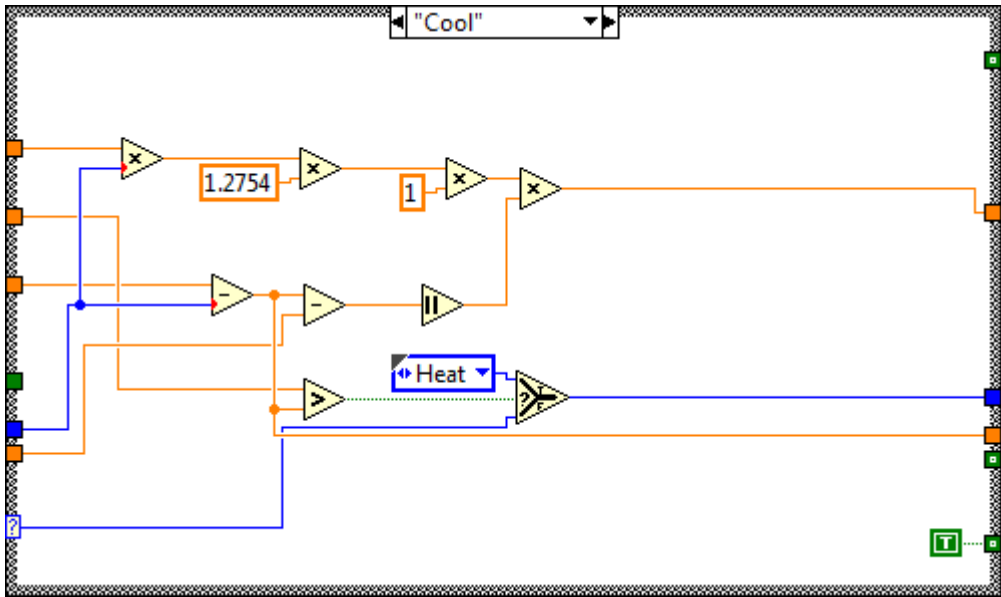 "Cool"
×
×
1.2754
×
1
×
-
-
||
Heat
>
?
T
F
?
T